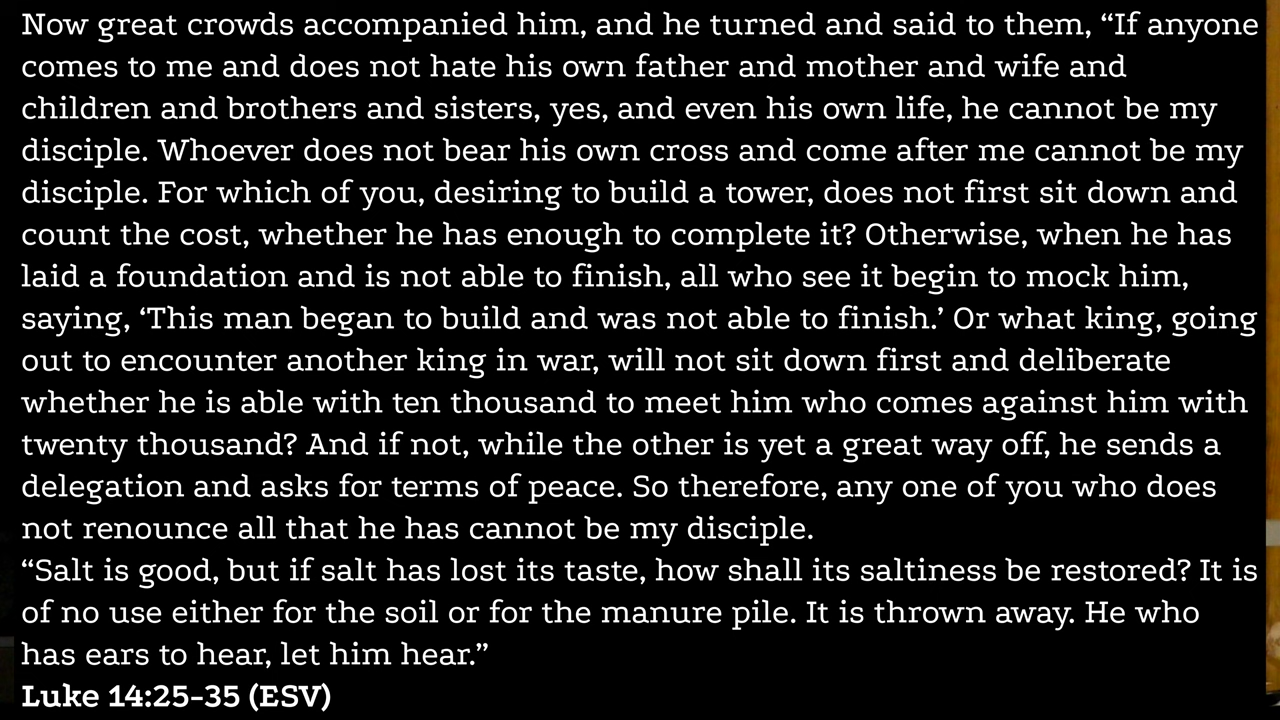 Now great crowds accompanied him, and he turned and said to them, “If anyone
comes to me and does not hate his own father and mother and wife and
children and brothers and sisters, yes, and even his own life, he cannot be my
disciple. Whoever does not bear his own cross and come after me cannot be my
disciple. For which of you, desiring to build a tower, does not first sit down and
count the cost, whether he has enough to complete it? Otherwise, when he has
laid a foundation and is not able to finish, all who see it begin to mock him,
saying, ‘This man began to build and was not able to finish.’ Or what king, going
out to encounter another king in war, will not sit down first and deliberate
whether he is able with ten thousand to meet him who comes against him with
twenty thousand? And if not, while the other is yet a great way off, he sends a
delegation and asks for terms of peace. So therefore, any one of you who does
not renounce all that he has cannot be my disciple.
“Salt is good, but if salt has lost its taste, how shall its saltiness be restored? It is
of no use either for the soil or for the manure pile. It is thrown away. He who
has ears to hear, let him hear.”
Luke 14:25-35 (ESV)